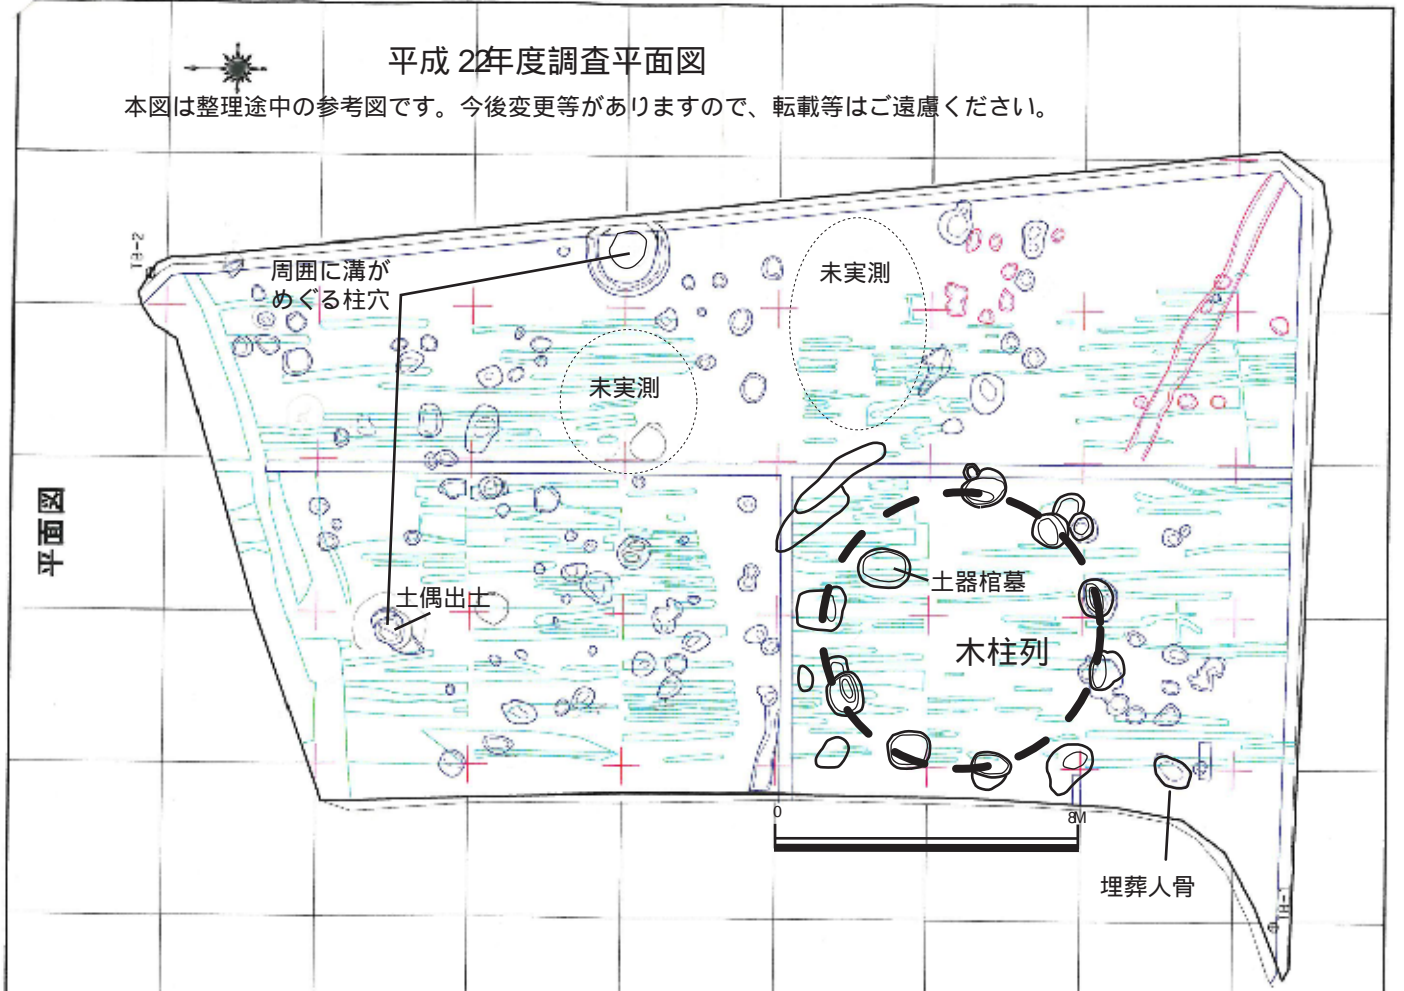 平成22年度調査平面図
本図は整理途中の参考図です。今後変更等がありますので、転載等はご遠慮ください。
周囲に溝が
めぐる柱穴
未実測
未実測
平面図
土偶出土
土器棺墓
木柱列
0
8M
埋葬人骨